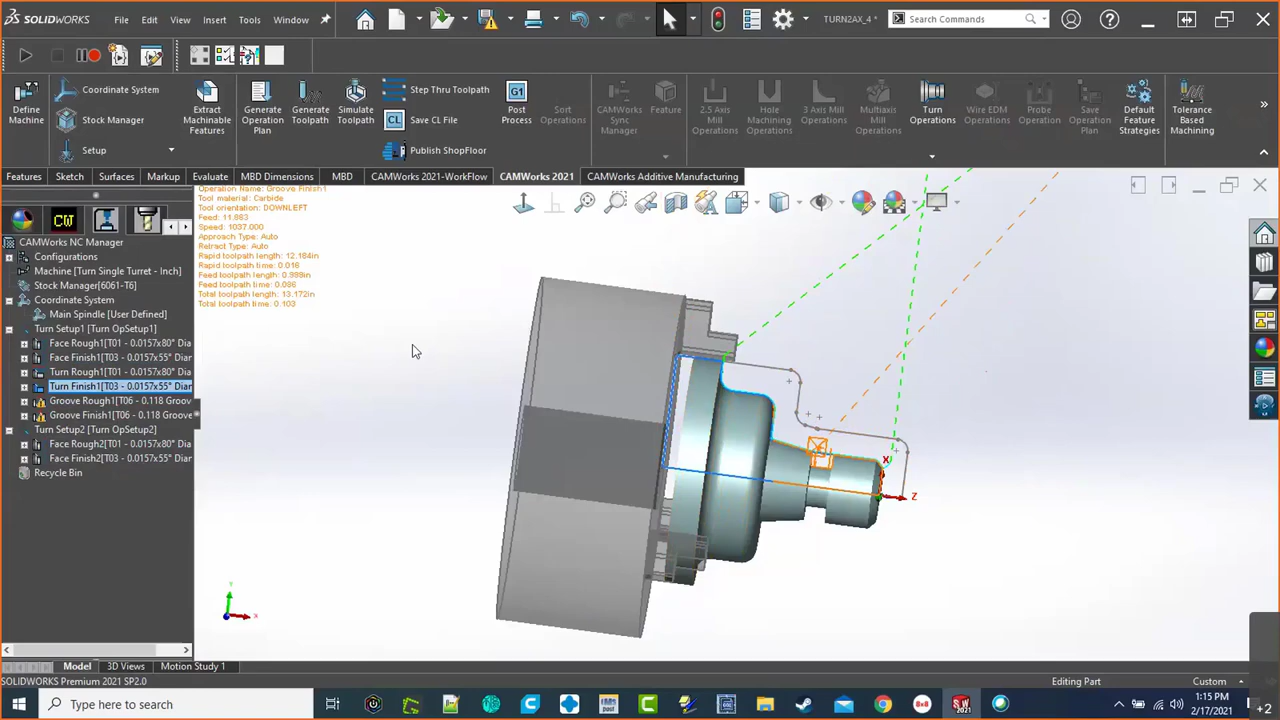 SOLIDWORKS File Edit View Insert Tools Window TURN2AX_4 * Search Commands
Define Machine
Coordinate System
Stock Manager
Setup
Extract Machinable Features
Generate Operation Plan
Generate Toolpath
Simulate Toolpath
Step Thru Toolpath
Save CL File
Publish ShopFloor
G1
Post Process
Sort Operations
CAMWorks Sync Manager
Feature
2.5 Axis Mill Operations
Hole Machining Operations
3 Axis Mill Operations
Multiaxis Mill Operations
Turn Operations
Wire EDM Operations
Probe Operation
Save Operation Plan
Default Feature Strategies
Tolerance Based Machining
Features Sketch Surfaces Markup Evaluate MBD Dimensions MBD CAMWorks 2021-WorkFlow CAMWorks 2021 CAMWorks Additive Manufacturing
Operation Name: Groove Finish1
Tool material: Carbide
Tool orientation: DOWNLEFT
Feed: 11.883
Speed: 1037.000
Approach Type: Auto
Retract Type: Auto
Rapid toolpath length: 12.184in
Rapid toolpath time: 0.016
Feed toolpath length: 0.989in
Feed toolpath time: 0.086
Total toolpath length: 13.172in
Total toolpath time: 0.103
CAMWorks NC Manager
Configurations
Machine [Turn Single Turret - Inch]
Stock Manager[6061-T6]
Coordinate System
Main Spindle [User Defined]
Turn Setup1 [Turn OpSetup1]
Face Rough1[T01 - 0.0157x80° Dia
Face Finish1[T03 - 0.0157x55° Diar
Turn Rough1[T01 - 0.0157x80° Dia
Turn Finish1[T03 - 0.0157x55° Diar
Groove Rough1[T06 - 0.118 Groov
Groove Finish1[T06 - 0.118 Groove
Turn Setup2 [Turn OpSetup2]
Face Rough2[T01 - 0.0157x80° Dia
Face Finish2[T03 - 0.0157x55° Diar
Recycle Bin
X
Z
Y
X
Model 3D Views Motion Study 1
SOLIDWORKS Premium 2021 SP2.0 Editing Part Custom
Type here to search
1:15 PM
2/17/2021
+2